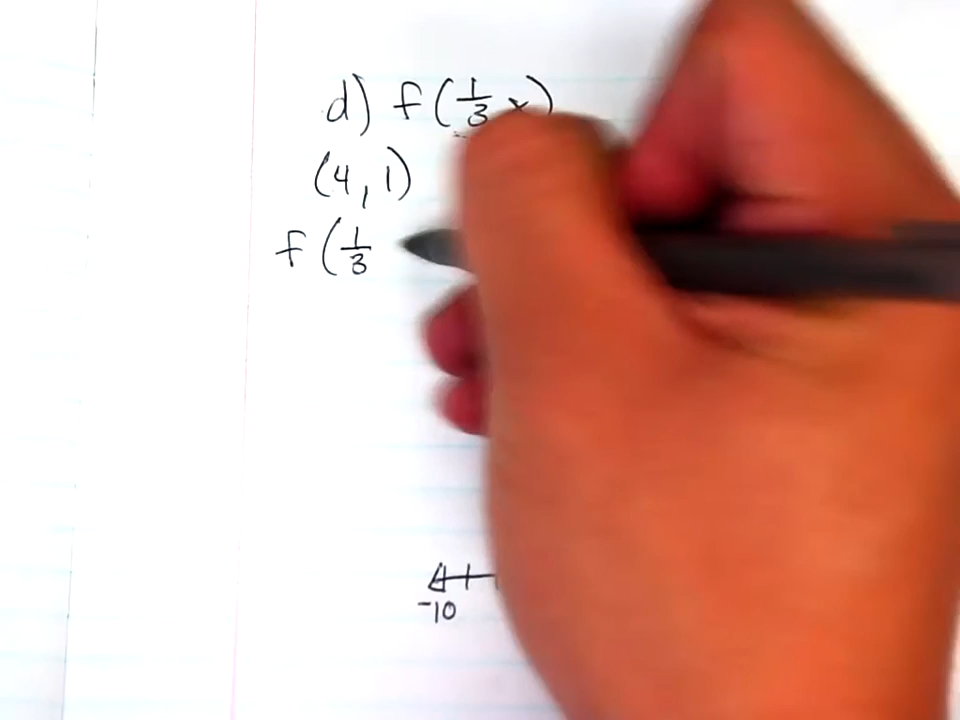 d) f(1/3 x)
(4, 1)
f(1/3
-10